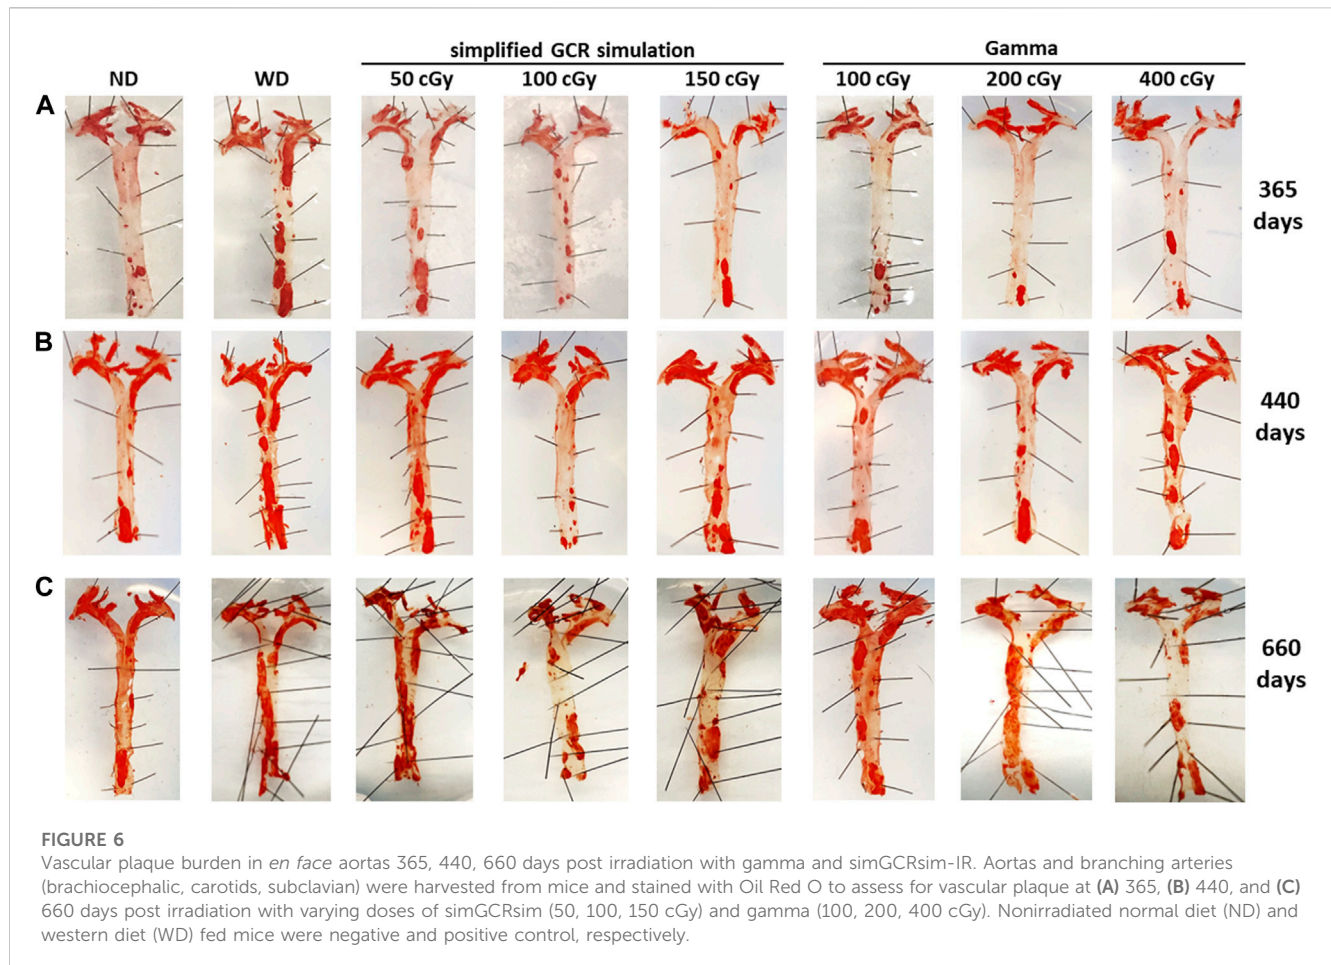 simplified GCR simulation Gamma
ND WD 50 cGy 100 cGy 150 cGy 100 cGy 200 cGy 400 cGy
A
365
days
B
440
days
C
660
days
FIGURE 6
Vascular plaque burden in en face aortas 365, 440, 660 days post irradiation with gamma and simGCRsim-IR. Aortas and branching arteries
(brachiocephalic, carotids, subclavian) were harvested from mice and stained with Oil Red O to assess for vascular plaque at (A) 365, (B) 440, and (C)
660 days post irradiation with varying doses of simGCRsim (50, 100, 150 cGy) and gamma (100, 200, 400 cGy). Nonirradiated normal diet (ND) and
western diet (WD) fed mice were negative and positive control, respectively.